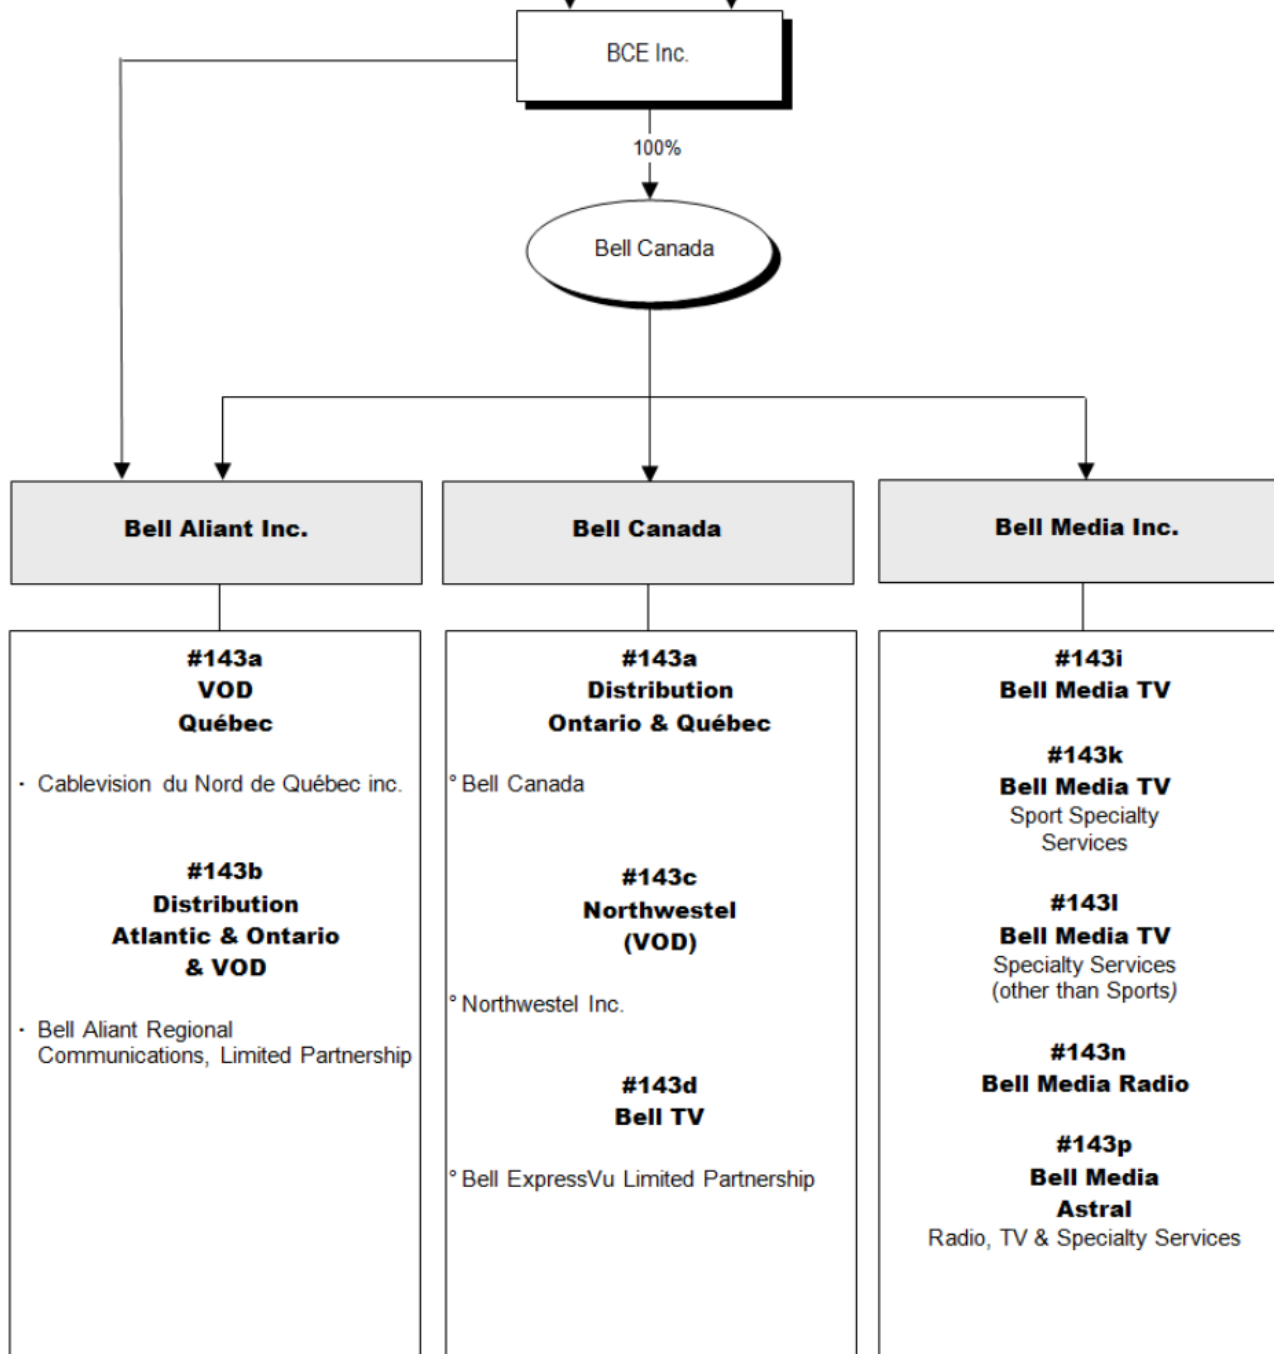 BCE Inc.
100%
Bell Canada
Bell Aliant Inc.
Bell Canada
Bell Media Inc.
#143a
VOD
Québec
· Cablevision du Nord de Québec inc.
#143b
Distribution
Atlantic & Ontario
& VOD
· Bell Aliant Regional
Communications, Limited Partnership
#143a
Distribution
Ontario & Québec
° Bell Canada
#143c
Northwestel
(VOD)
° Northwestel Inc.
#143d
Bell TV
° Bell ExpressVu Limited Partnership
#143i
Bell Media TV
#143k
Bell Media TV
Sport Specialty
Services
#143l
Bell Media TV
Specialty Services
(other than Sports)
#143n
Bell Media Radio
#143p
Bell Media
Astral
Radio, TV & Specialty Services